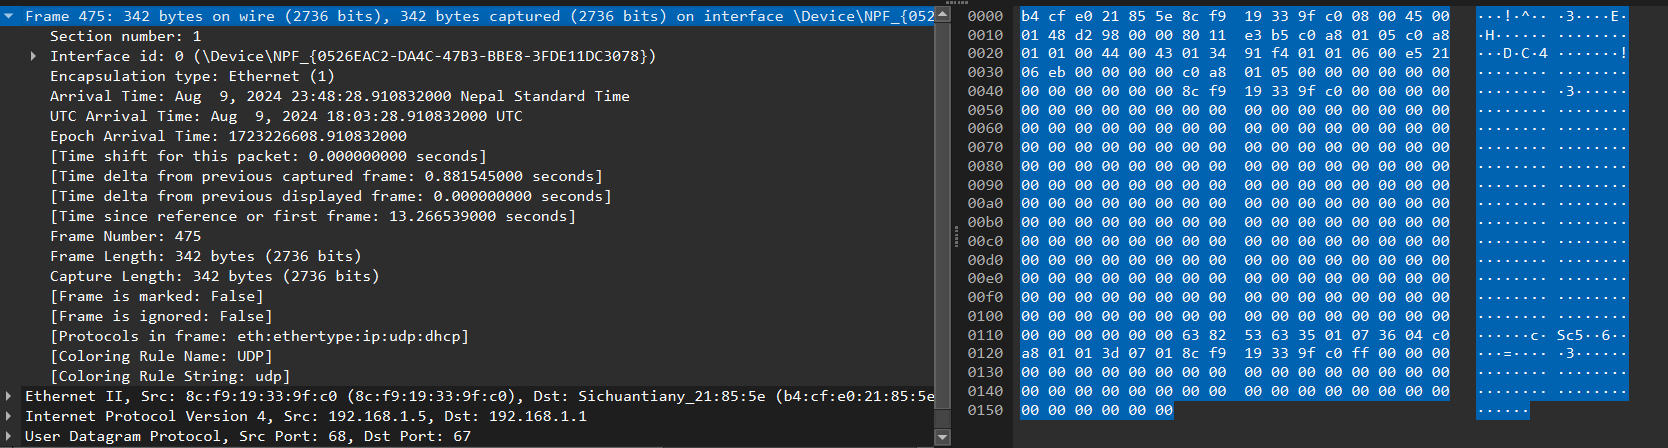 Frame 475: 342 bytes on wire (2736 bits), 342 bytes captured (2736 bits) on interface \Device\NPF_{052
Section number: 1
Interface id: 0 (\Device\NPF_{0526EAC2-DA4C-47B3-BBE8-3FDE11DC3078})
Encapsulation type: Ethernet (1)
Arrival Time: Aug  9, 2024 23:48:28.910832000 Nepal Standard Time
UTC Arrival Time: Aug  9, 2024 18:03:28.910832000 UTC
Epoch Arrival Time: 1723226608.910832000
[Time shift for this packet: 0.000000000 seconds]
[Time delta from previous captured frame: 0.881545000 seconds]
[Time delta from previous displayed frame: 0.000000000 seconds]
[Time since reference or first frame: 13.266539000 seconds]
Frame Number: 475
Frame Length: 342 bytes (2736 bits)
Capture Length: 342 bytes (2736 bits)
[Frame is marked: False]
[Frame is ignored: False]
[Protocols in frame: eth:ethertype:ip:udp:dhcp]
[Coloring Rule Name: UDP]
[Coloring Rule String: udp]
Ethernet II, Src: 8c:f9:19:33:9f:c0 (8c:f9:19:33:9f:c0), Dst: Sichuantiany_21:85:5e (b4:cf:e0:21:85:5e
Internet Protocol Version 4, Src: 192.168.1.5, Dst: 192.168.1.1
User Datagram Protocol, Src Port: 68, Dst Port: 67
0000 b4 cf e0 21 85 5e 8c f9 19 33 9f c0 08 00 45 00 ···!·^·· ·3····E·
0010 01 48 d2 98 00 00 80 11 e3 b5 c0 a8 01 05 c0 a8 ·H······ ········
0020 01 01 00 44 00 43 01 34 91 f4 01 01 06 00 e5 21 ···D·C·4 ·······!
0030 06 eb 00 00 00 00 c0 a8 01 05 00 00 00 00 00 00 ········ ········
0040 00 00 00 00 00 00 8c f9 19 33 9f c0 00 00 00 00 ········ ·3······
0050 00 00 00 00 00 00 00 00 00 00 00 00 00 00 00 00 ········ ········
0060 00 00 00 00 00 00 00 00 00 00 00 00 00 00 00 00 ········ ········
0070 00 00 00 00 00 00 00 00 00 00 00 00 00 00 00 00 ········ ········
0080 00 00 00 00 00 00 00 00 00 00 00 00 00 00 00 00 ········ ········
0090 00 00 00 00 00 00 00 00 00 00 00 00 00 00 00 00 ········ ········
00a0 00 00 00 00 00 00 00 00 00 00 00 00 00 00 00 00 ········ ········
00b0 00 00 00 00 00 00 00 00 00 00 00 00 00 00 00 00 ········ ········
00c0 00 00 00 00 00 00 00 00 00 00 00 00 00 00 00 00 ········ ········
00d0 00 00 00 00 00 00 00 00 00 00 00 00 00 00 00 00 ········ ········
00e0 00 00 00 00 00 00 00 00 00 00 00 00 00 00 00 00 ········ ········
00f0 00 00 00 00 00 00 00 00 00 00 00 00 00 00 00 00 ········ ········
0100 00 00 00 00 00 00 00 00 00 00 00 00 00 00 00 00 ········ ········
0110 00 00 00 00 00 00 63 82 53 63 35 01 07 36 04 c0 ······c· Sc5··6··
0120 a8 01 01 3d 07 01 8c f9 19 33 9f c0 ff 00 00 00 ···=···· ·3······
0130 00 00 00 00 00 00 00 00 00 00 00 00 00 00 00 00 ········ ········
0140 00 00 00 00 00 00 00 00 00 00 00 00 00 00 00 00 ········ ········
0150 00 00 00 00 00 00 ······